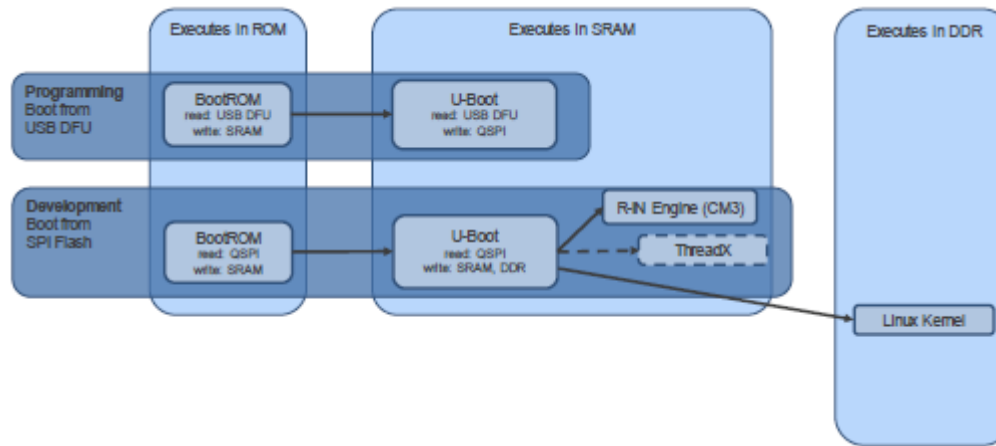 Executes In ROM
Executes In SRAM
Executes In DDR
Programming
Boot from
USB DFU
BootROM
read: USB DFU
write: SRAM
U-Boot
read: USB DFU
write: QSPI
Development
Boot from
SPI Flash
BootROM
read: QSPI
write: SRAM
U-Boot
read: QSPI
write: SRAM, DDR
R-IN Engine (CM3)
ThreadX
Linux Kernel